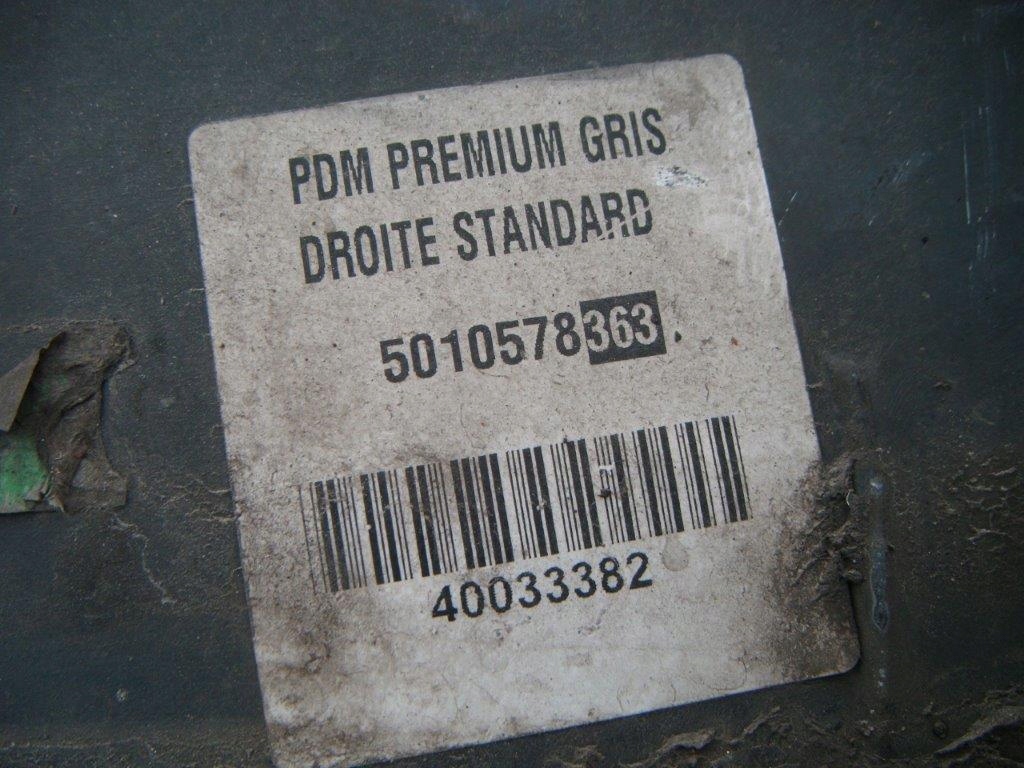 PDM PREMIUM GRIS
DROITE STANDARD
5010578363.
40033382